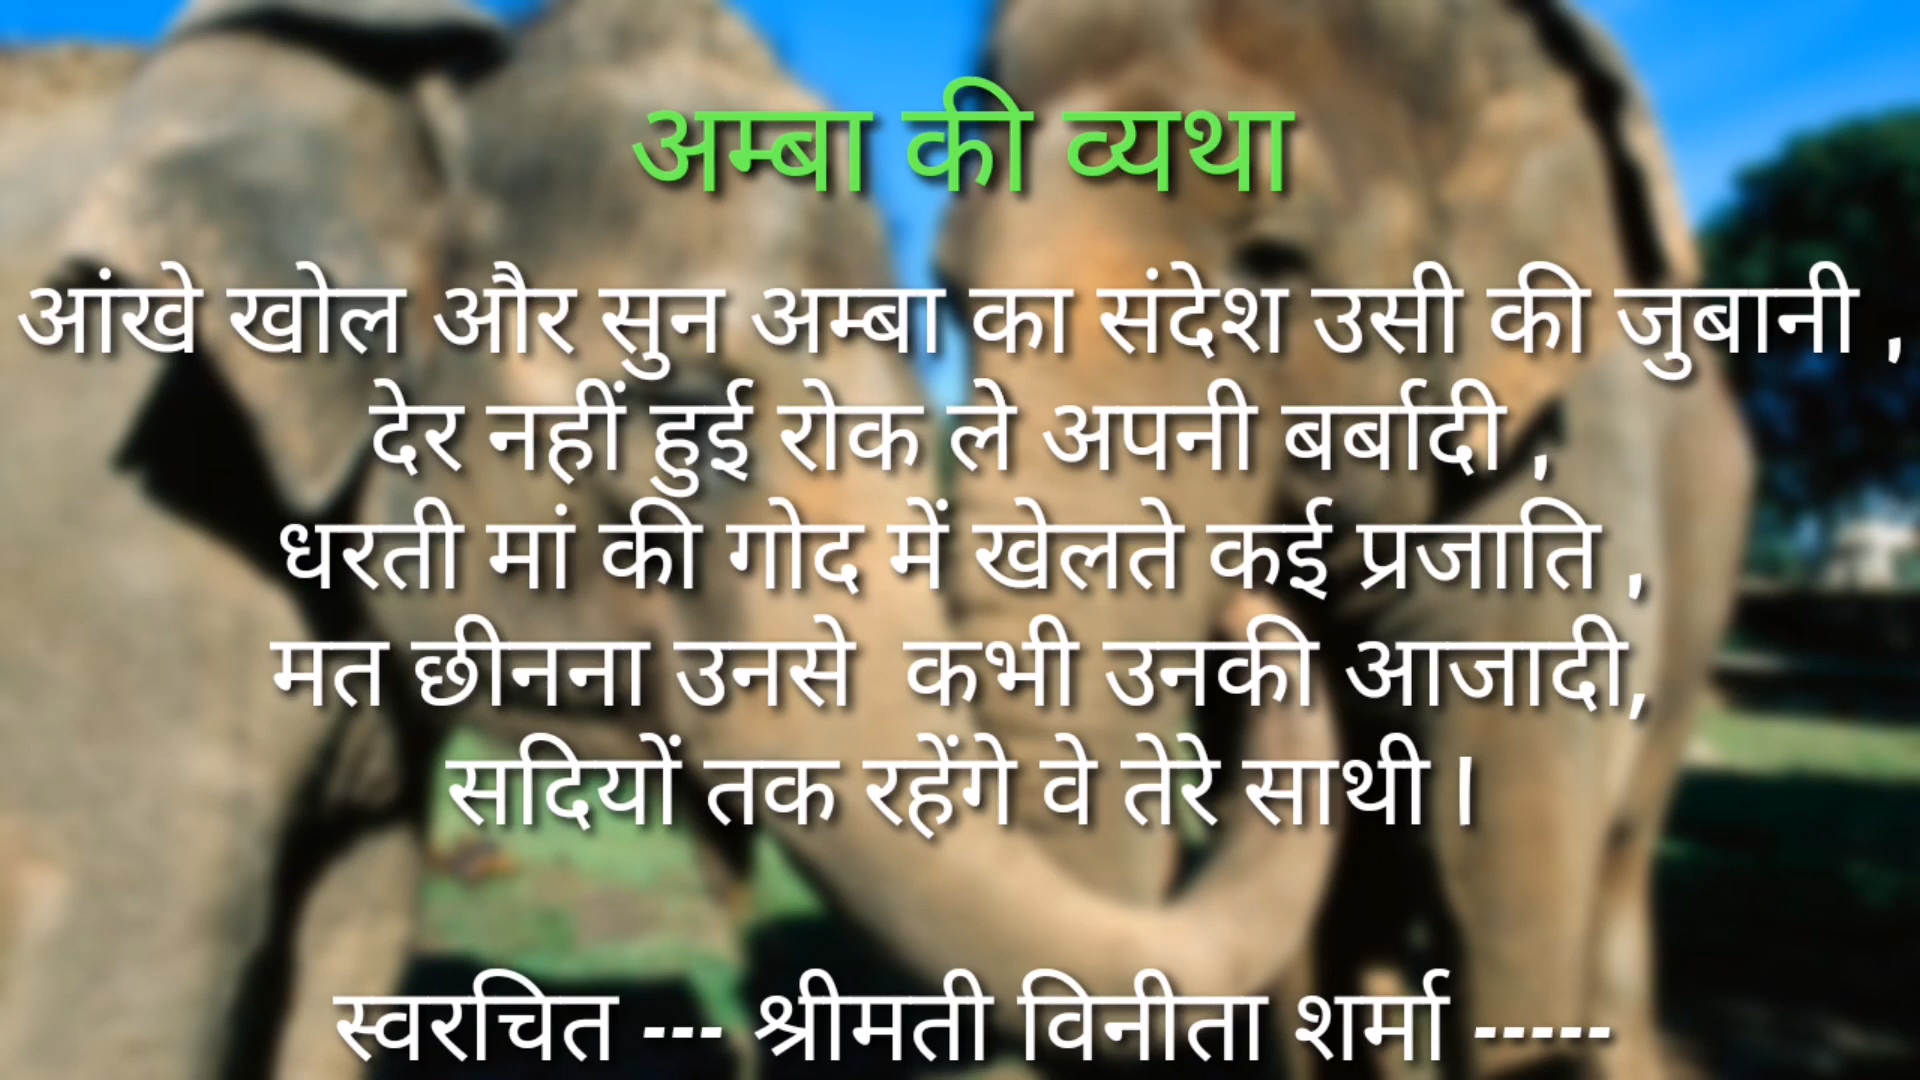 अम्बा की व्यथा
आंखे खोल और सुन अम्बा का संदेश उसी की जुबानी ,
देर नहीं हुई रोक ले अपनी बर्बादी ,
धरती मां की गोद में खेलते कई प्रजाति ,
मत छीनना उनसे  कभी उनकी आजादी,
सदियों तक रहेंगे वे तेरे साथी ।
स्वरचित --- श्रीमती विनीता शर्मा -----